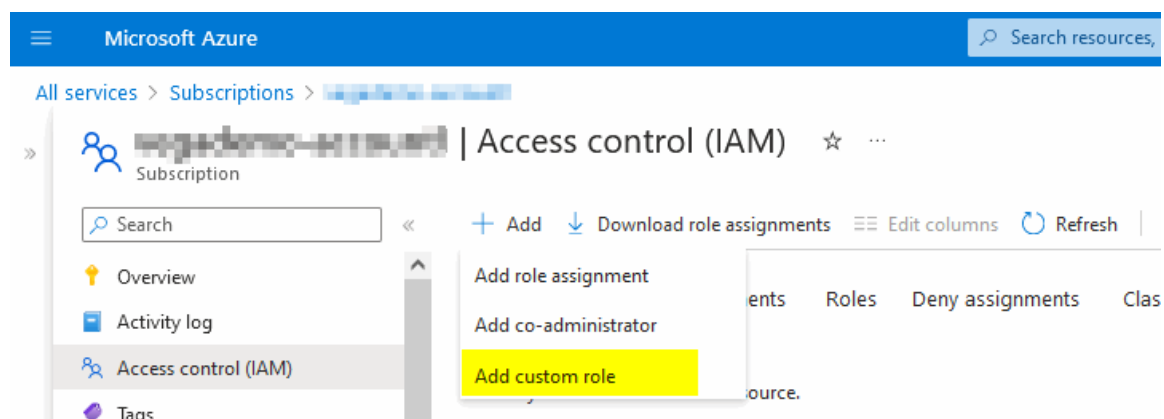 Microsoft Azure
Search resources,
All services > Subscriptions >
| Access control (IAM)
Subscription
Search
Add
Download role assignments
Edit columns
Refresh
Overview
Activity log
Access control (IAM)
Tags
Add role assignment
Add co-administrator
Add custom role
ents
Roles
Deny assignments
Clas
ource.